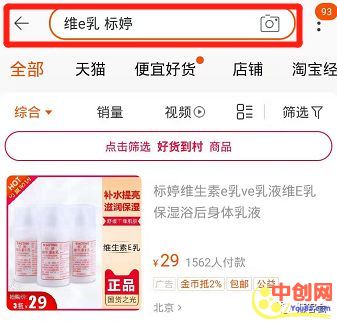 93
维e乳 标婷
全部
天猫
便宜好货
店铺
淘宝经
综合
销量
视频
筛选
点击筛选 好货到村 商品
HOT
补水提亮
滋润保湿
维生素E乳
正品
国货之光
3瓶¥29
标婷维生素e乳ve乳液维E乳
保湿浴后身体乳液
¥29 1562人付款
广告 金币抵2% 包邮 公益
北京
中创网